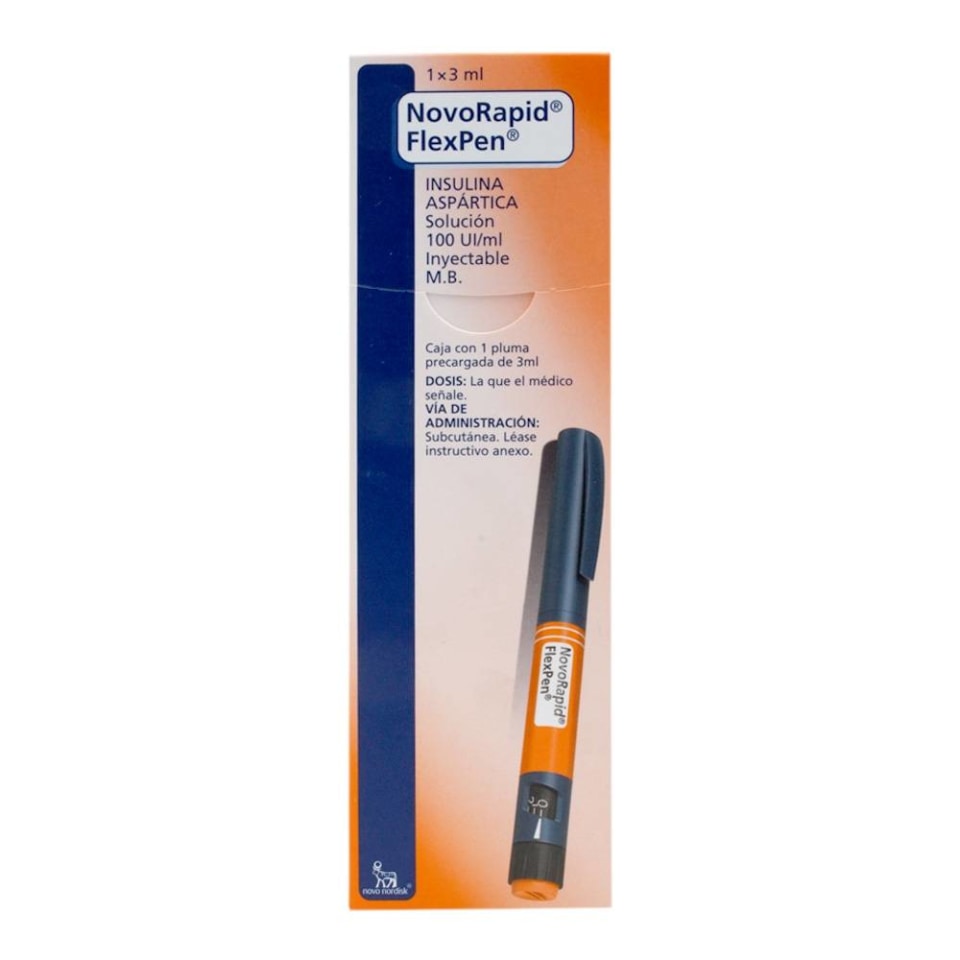 1×3 ml
NovoRapid®
FlexPen®
INSULINA
ASPÁRTICA
Solución
100 UI/ml
Inyectable
M.B.
Caja con 1 pluma
precargada de 3ml
DOSIS: La que el médico
señale.
VÍA DE
ADMINISTRACIÓN:
Subcutánea. Léase
instructivo anexo.
NovoRapid®
FlexPen®
novo nordisk®